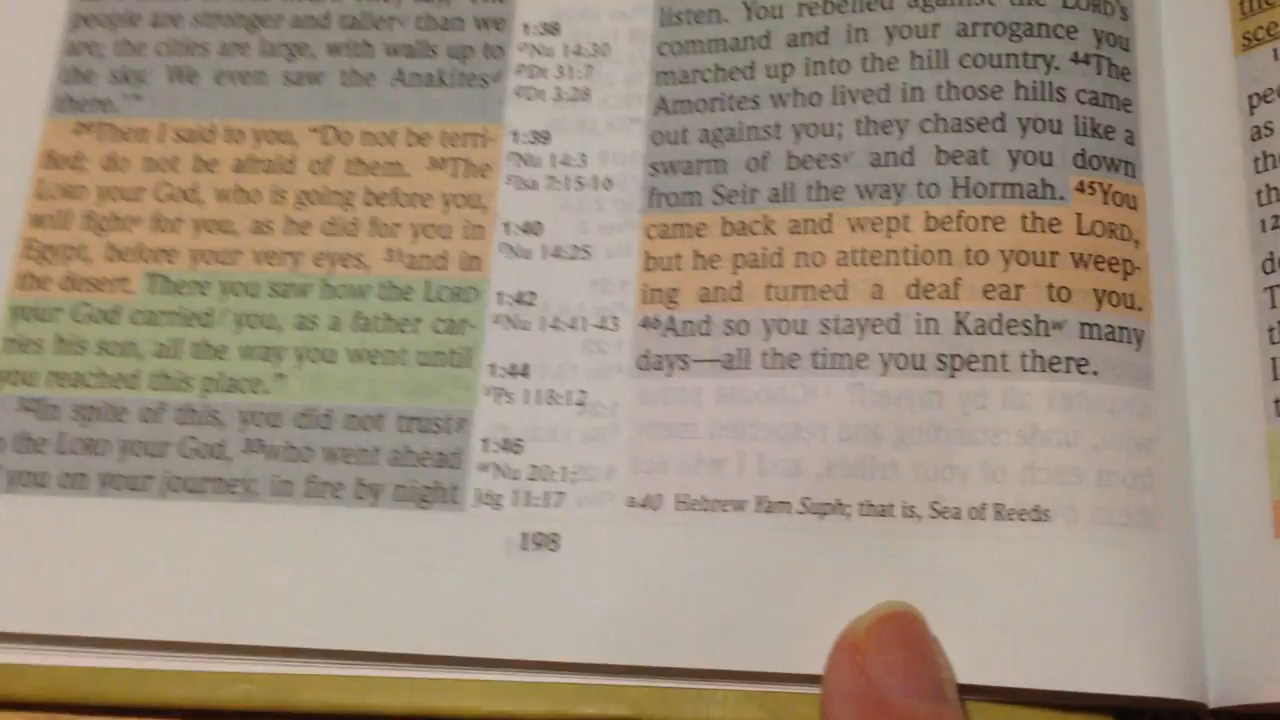 people are stronger and taller than we
are; the cities are large, with walls up to
the sky. We even saw the Anakites
there.'"
29Then I said to you, "Do not be terri-
fied; do not be afraid of them. 30The
LORD your God, who is going before you,
will fight for you, as he did for you in
Egypt, before your very eyes, 31and in
the desert. There you saw how the LORD
your God carried you, as a father car-
ries his son, all the way you went until
you reached this place."
32In spite of this, you did not trust
the LORD your God, 33who went ahead
you on your journey, in fire by night
1:38
Nu 14:30
Dt 31:7
Dt 3:28
1:39
Nu 14:3
Isa 7:15-16
1:40
Nu 14:25
1:42
Nu 14:41-43
1:44
Ps 118:12
1:46
wNu 20:1;
Jdg 11:17
198
listen. You rebelled against the LORD's
command and in your arrogance you
marched up into the hill country. 44The
Amorites who lived in those hills came
out against you; they chased you like a
swarm of beesv and beat you down
from Seir all the way to Hormah. 45You
came back and wept before the LORD,
but he paid no attention to your weep-
ing and turned a deaf ear to you.
46And so you stayed in Kadeshw many
days—all the time you spent there.
a40 Hebrew Yam Suph; that is, Sea of Reeds
the
sce
pe
as
th
th
12
d
T
t